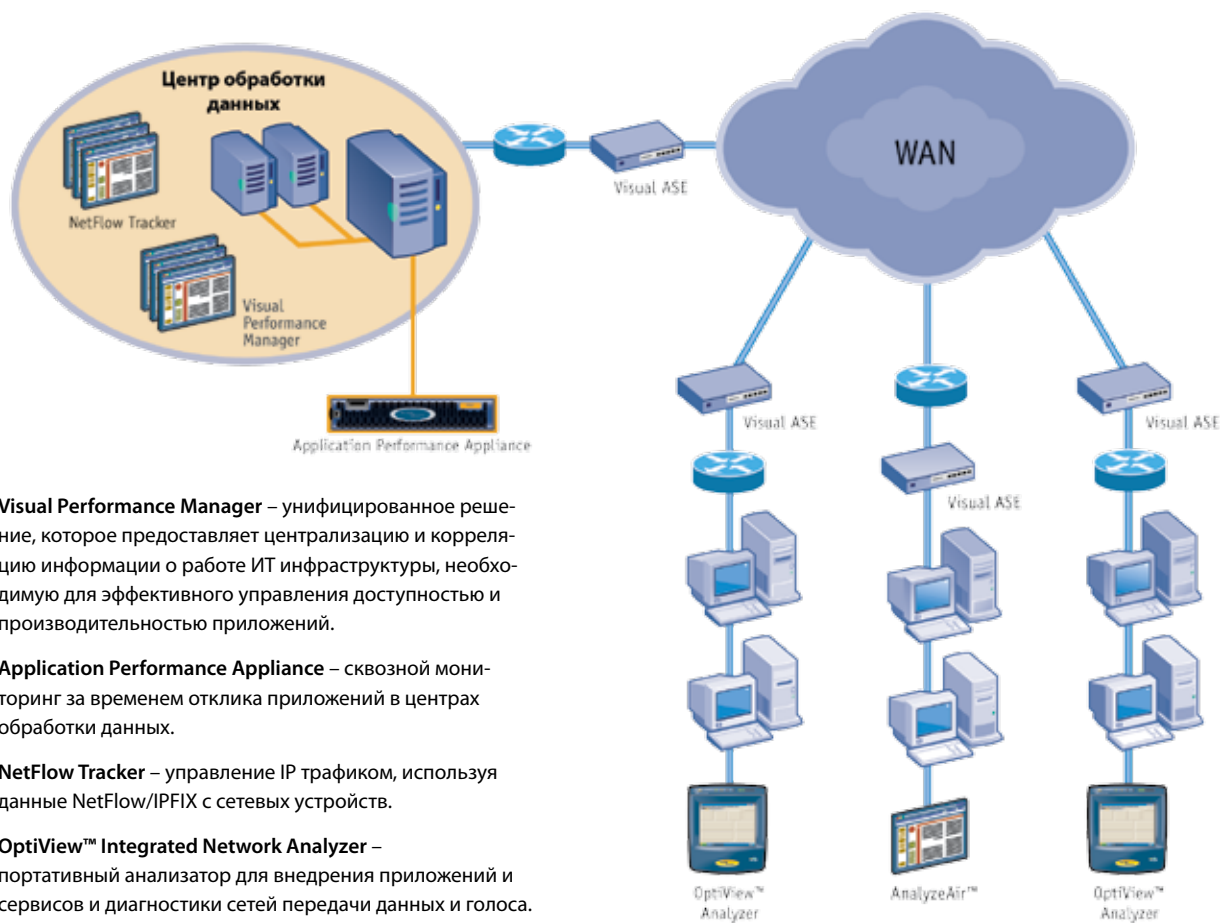 Центр обработки
данных
NetFlow Tracker
Visual
Performance
Manager
Visual ASE
WAN
Application Performance Appliance
Visual ASE
Visual ASE
Visual ASE
OptiView™
Analyzer
AnalyzeAir™
OptiView™
Analyzer
Visual Performance Manager – унифицированное реше-
ние, которое предоставляет централизацию и корреля-
цию информации о работе ИТ инфраструктуры, необхо-
димую для эффективного управления доступностью и
производительностью приложений.
Application Performance Appliance – сквозной мони-
торинг за временем отклика приложений в центрах
обработки данных.
NetFlow Tracker – управление IP трафиком, используя
данные NetFlow/IPFIX с сетевых устройств.
OptiView™ Integrated Network Analyzer –
портативный анализатор для внедрения приложений и
сервисов и диагностики сетей передачи данных и голоса.